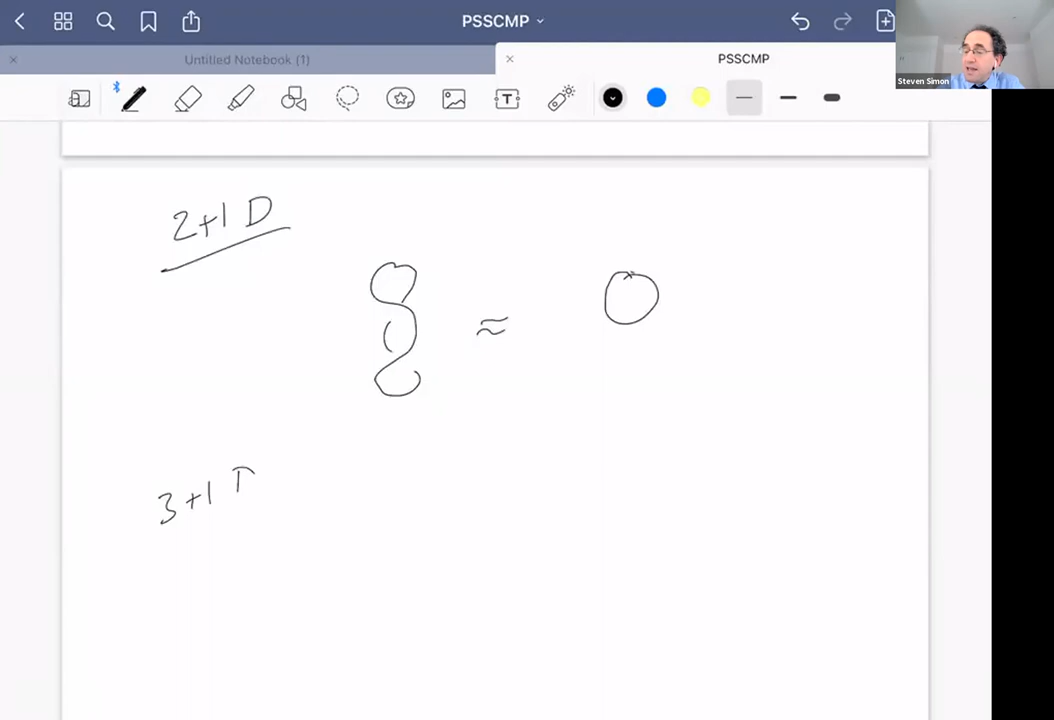 PSSCMP
Untitled Notebook (1)
PSSCMP
T
Steven Simon
2+1 D
≈
3+1